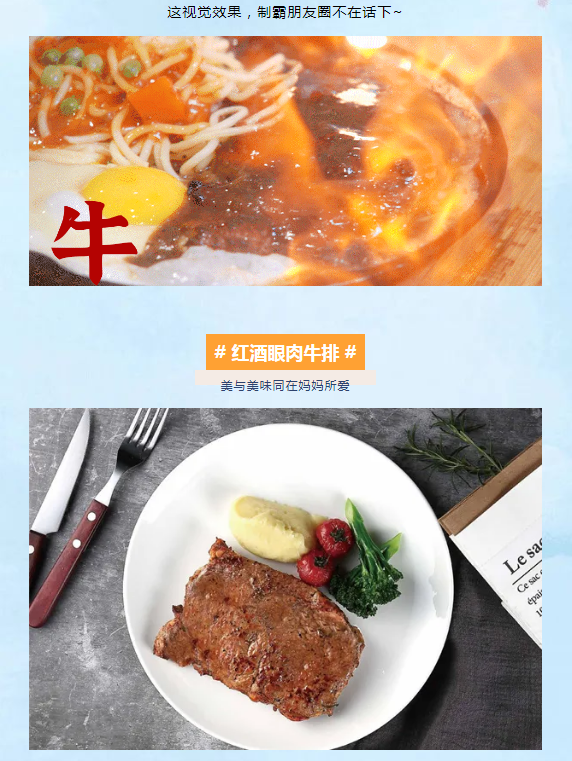 这视觉效果，制霸朋友圈不在话下~
牛
# 红酒眼肉牛排 #
美与美味同在妈妈所爱
Le sac
Ce sac e
épais